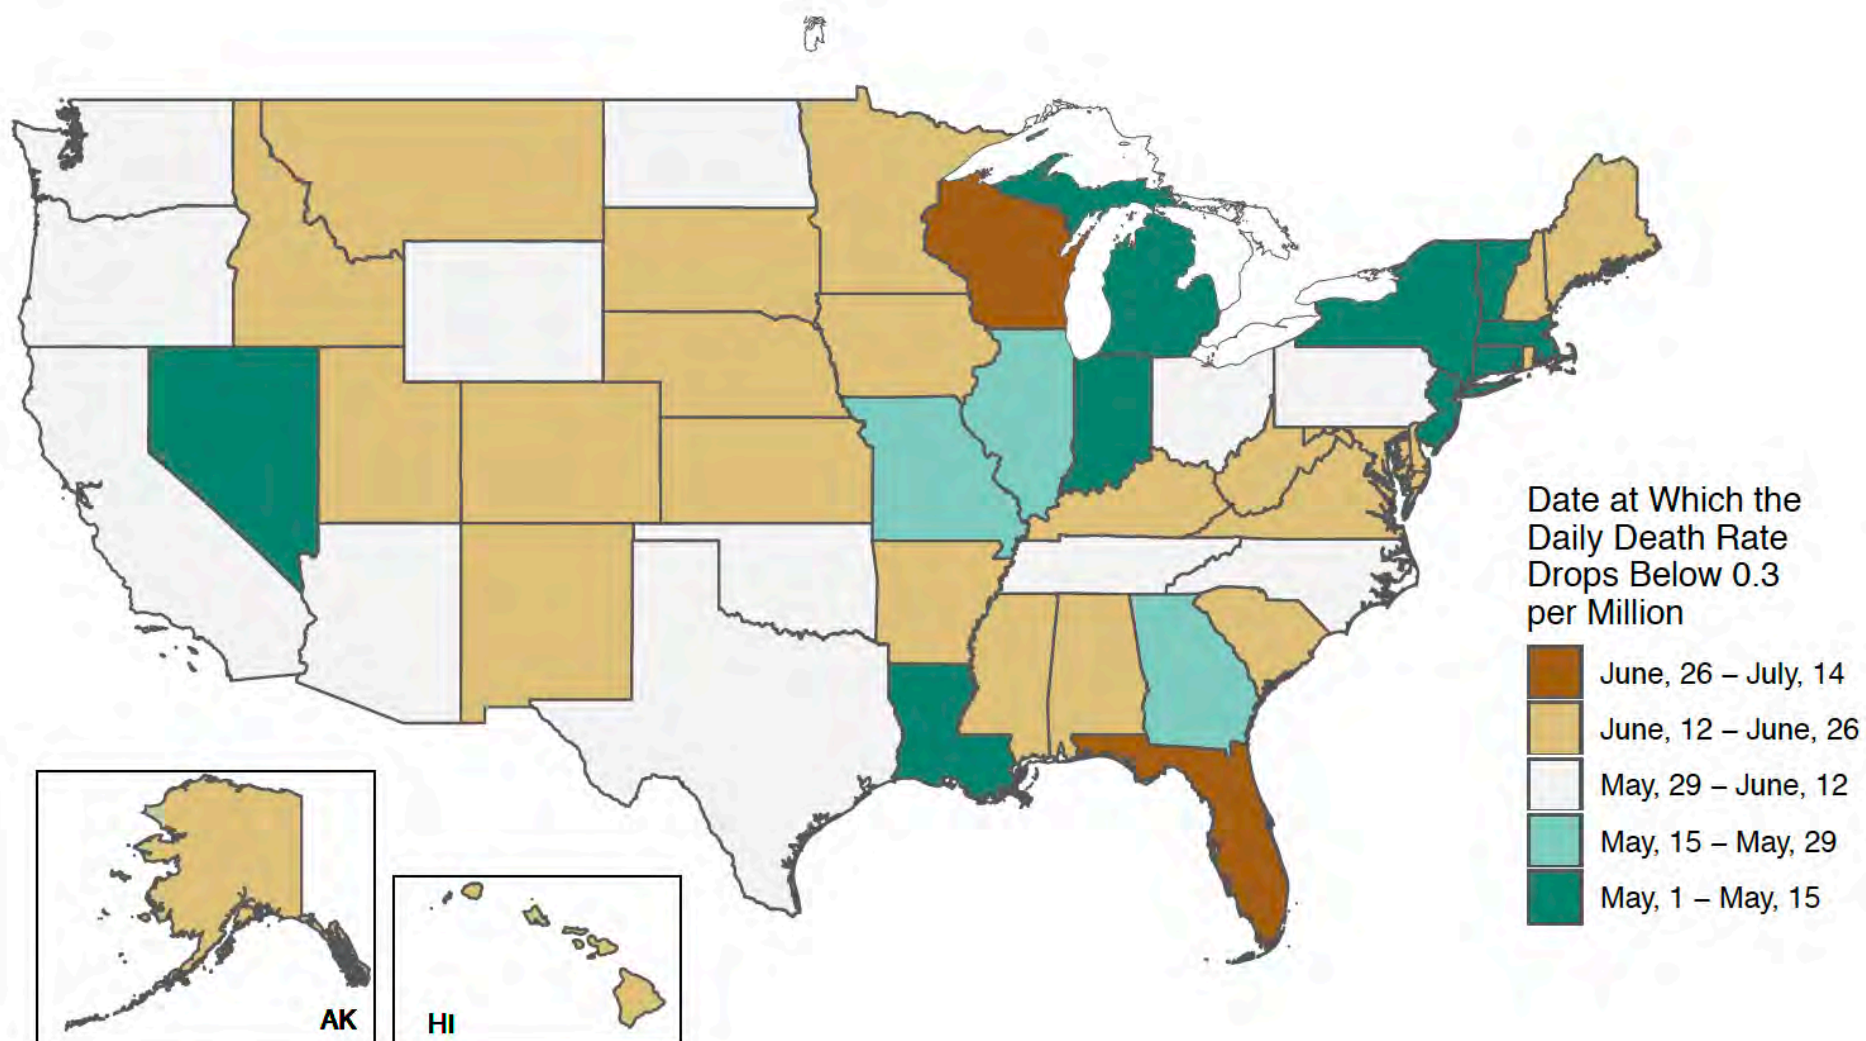 Date at Which the
Daily Death Rate
Drops Below 0.3
per Million
June, 26 – July, 14
June, 12 – June, 26
May, 29 – June, 12
May, 15 – May, 29
May, 1 – May, 15
AK
HI